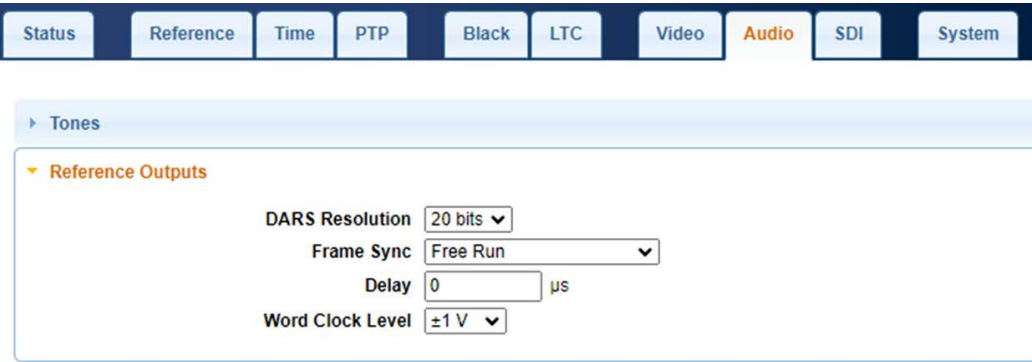 Status Reference Time PTP Black LTC Video Audio SDI System
Tones
Reference Outputs
DARS Resolution 20 bits
Frame Sync Free Run
Delay 0 µs
Word Clock Level ±1 V